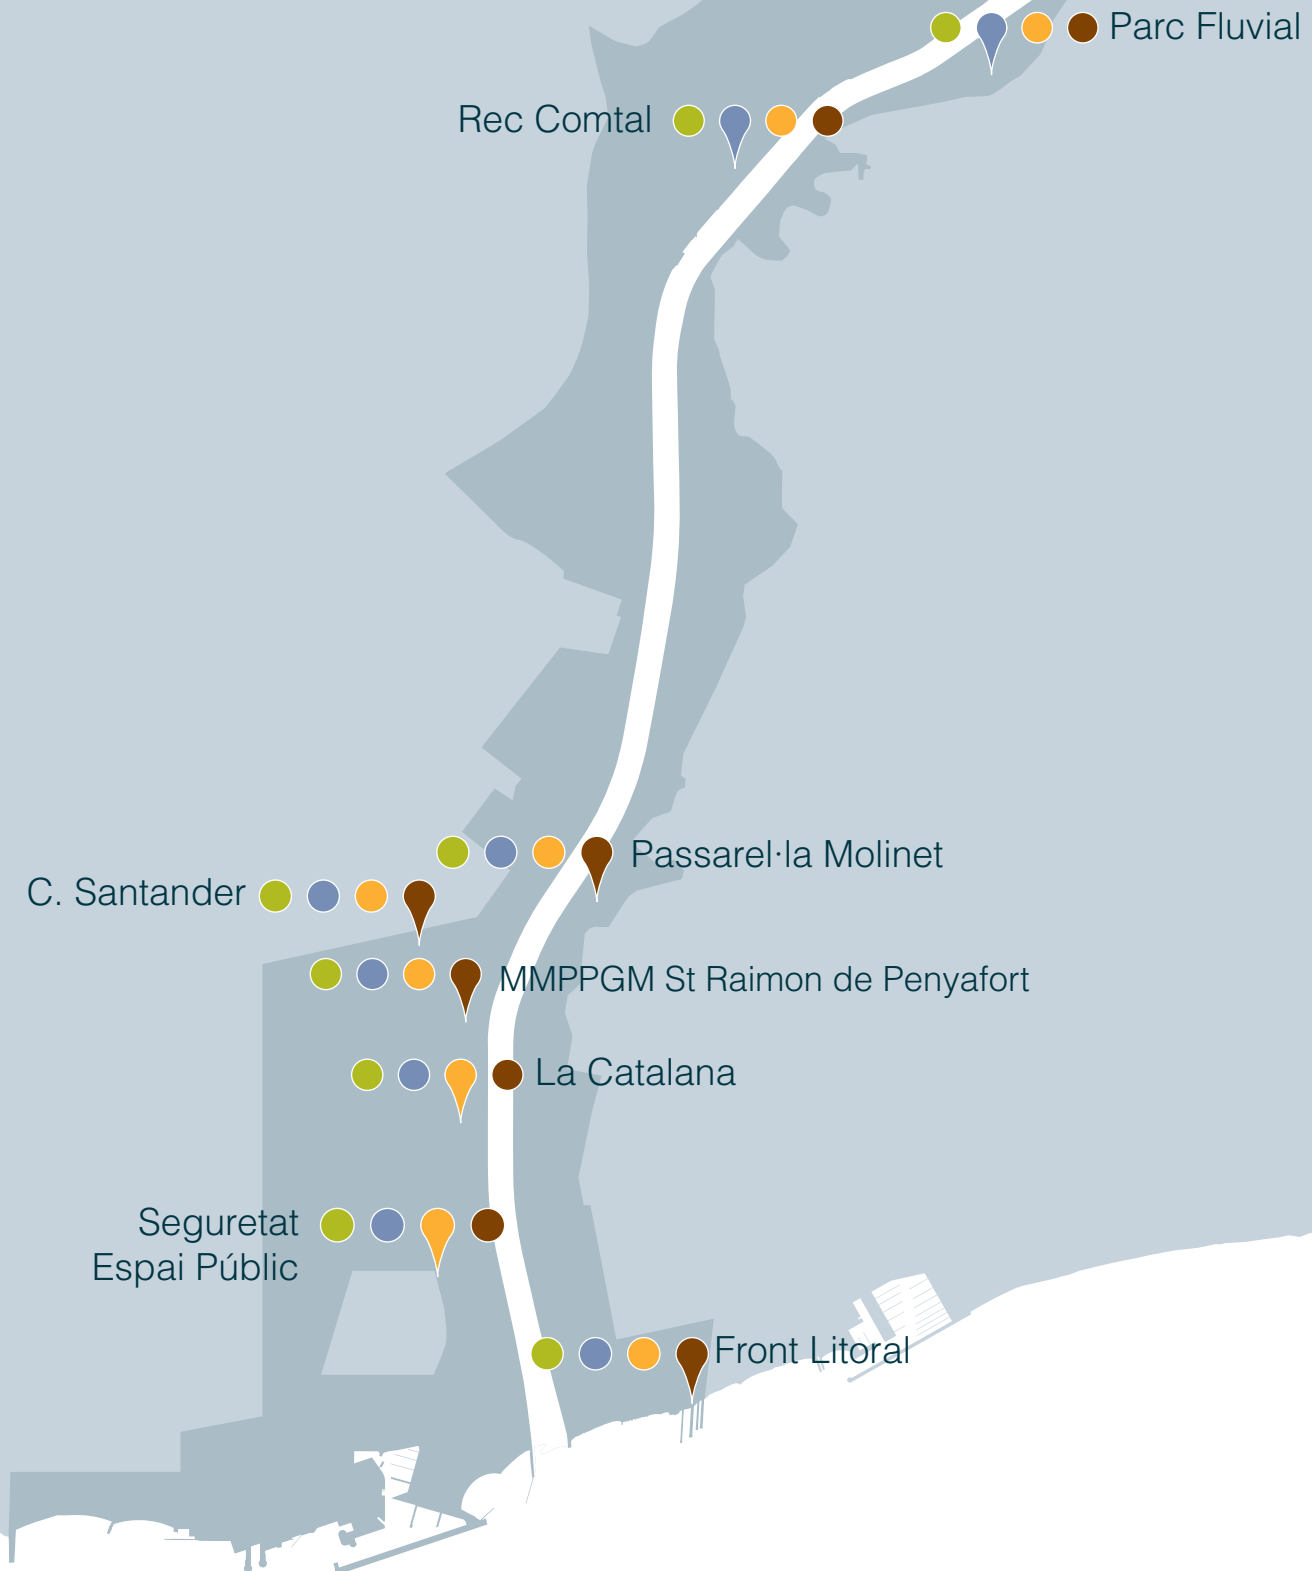 Parc Fluvial
Rec Comtal
Passarel·la Molinet
C. Santander
MMPPGM St Raimon de Penyafort
La Catalana
Seguretat
Espai Públic
Front Litoral